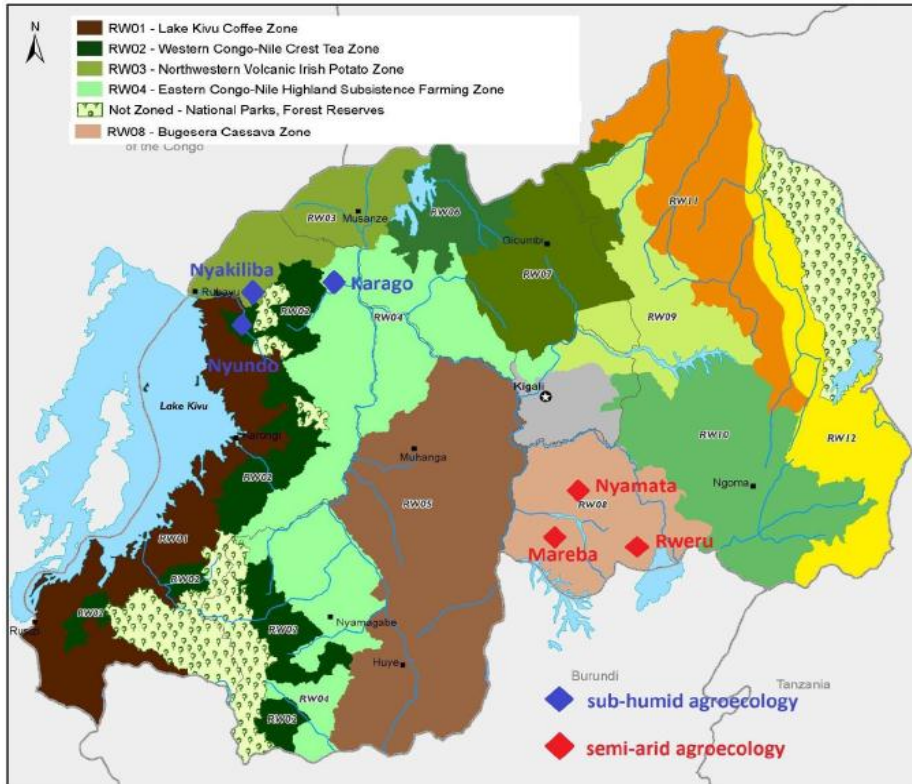 N
RW01 - Lake Kivu Coffee Zone
RW02 - Western Congo-Nile Crest Tea Zone
RW03 - Northwestern Volcanic Irish Potato Zone
RW04 - Eastern Congo-Nile Highland Subsistence Farming Zone
Not Zoned - National Parks, Forest Reserves
RW08 - Bugesera Cassava Zone
of the Congo
RW03
Musanze
RW06
RW11
RW07
Nyakiliba
Karago
RW02
RW04
RW09
Nyundo
Kigali
Lake Kivu
RW10
RW12
Muhanga
RW02
RW05
Nyamata
Ngoma
RW08
RW01
Mareba
Rweru
RW02
RW02
Nyamagabe
RW02
Huye
RW04
RW02
Burundi
Tanzania
sub-humid agroecology
semi-arid agroecology